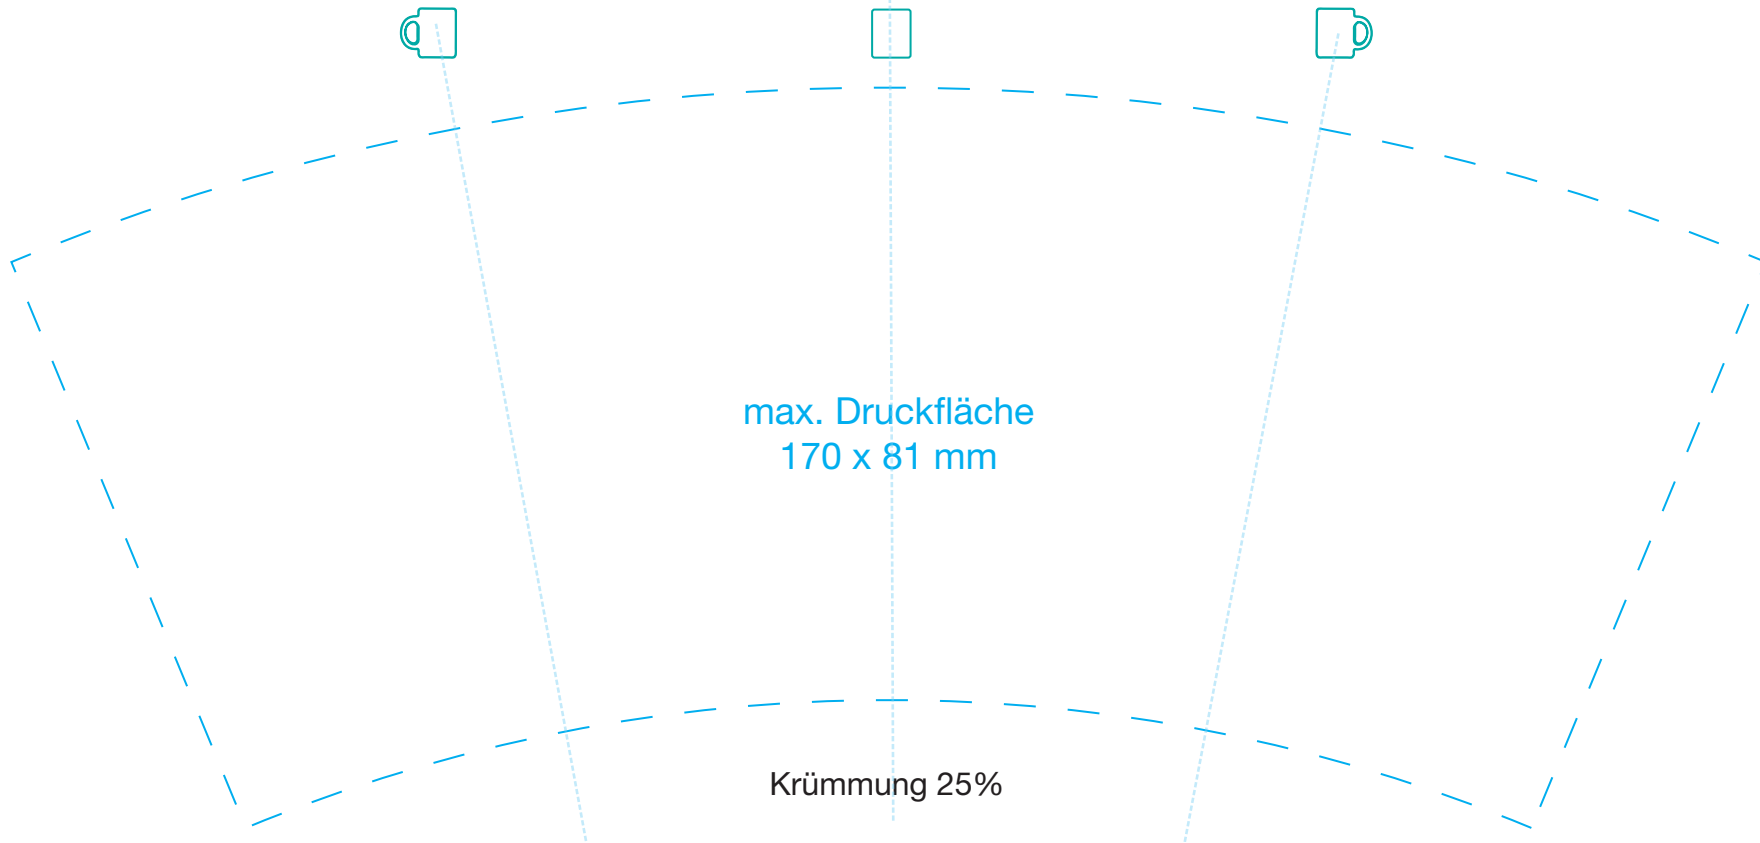 max. Druckfläche
170 x 81 mm
Krümmung 25%